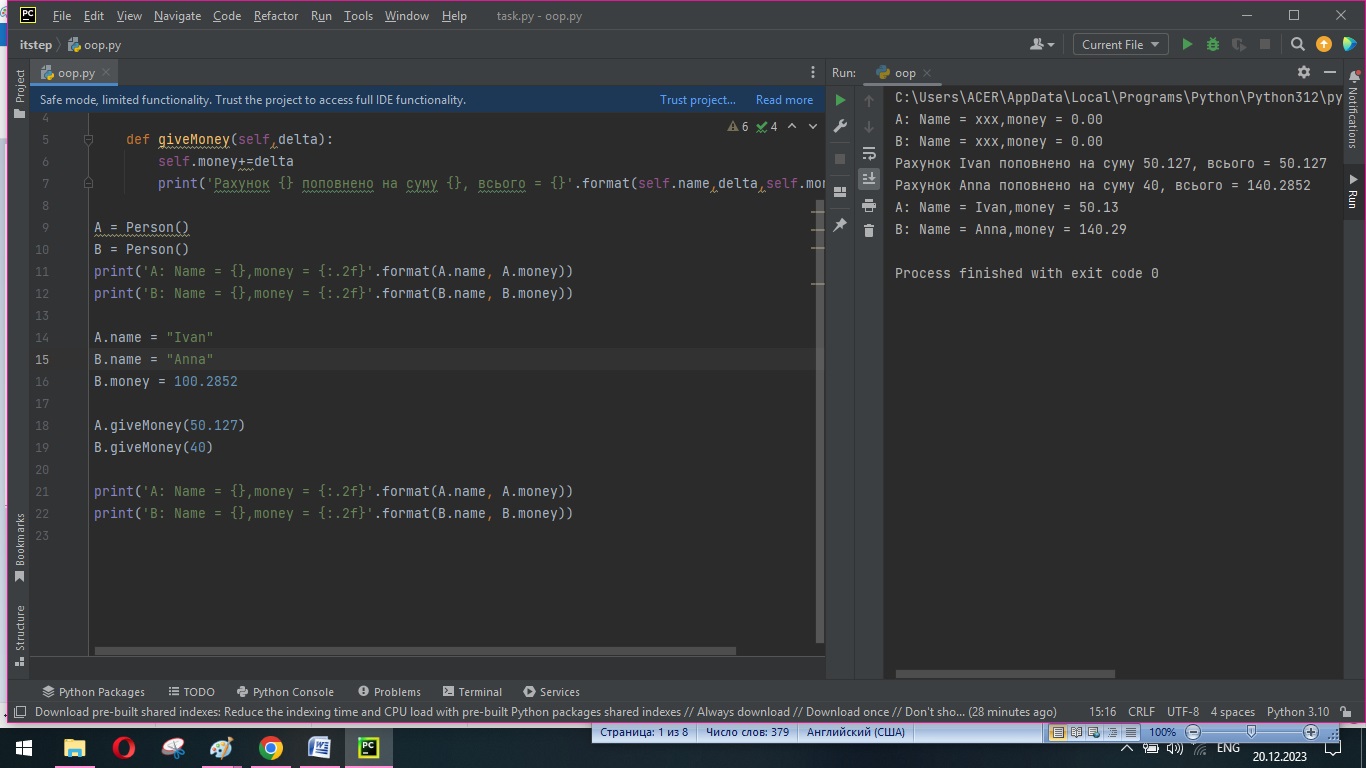 File Edit View Navigate Code Refactor Run Tools Window Help task.py - oop.py
itstep oop.py Current File
Project
oop.py
Run: oop
Safe mode, limited functionality. Trust the project to access full IDE functionality. Trust project... Read more
6 4
4
5 def giveMoney(self,delta):
6 self.money+=delta
7 print('Рахунок {} поповнено на суму {}, всього = {}'.format(self.name,delta,self.mon
8
9 A = Person()
10 B = Person()
11 print('A: Name = {},money = {:.2f}'.format(A.name, A.money))
12 print('B: Name = {},money = {:.2f}'.format(B.name, B.money))
13
14 A.name = "Ivan"
15 B.name = "Anna"
16 B.money = 100.2852
17
18 A.giveMoney(50.127)
19 B.giveMoney(40)
20
21 print('A: Name = {},money = {:.2f}'.format(A.name, A.money))
22 print('B: Name = {},money = {:.2f}'.format(B.name, B.money))
23
C:\Users\ACER\AppData\Local\Programs\Python\Python312\py
A: Name = xxx,money = 0.00
B: Name = xxx,money = 0.00
Рахунок Ivan поповнено на суму 50.127, всього = 50.127
Рахунок Anna поповнено на суму 40, всього = 140.2852
A: Name = Ivan,money = 50.13
B: Name = Anna,money = 140.29
Process finished with exit code 0
Notifications
Run
Bookmarks
Structure
Python Packages TODO Python Console Problems Terminal Services
Download pre-built shared indexes: Reduce the indexing time and CPU load with pre-built Python packages shared indexes // Always download // Download once // Don't sho... (28 minutes ago) 15:16 CRLF UTF-8 4 spaces Python 3.10
Страница: 1 из 8 Число слов: 379 Английский (США) 100%
ENG
20.12.2023